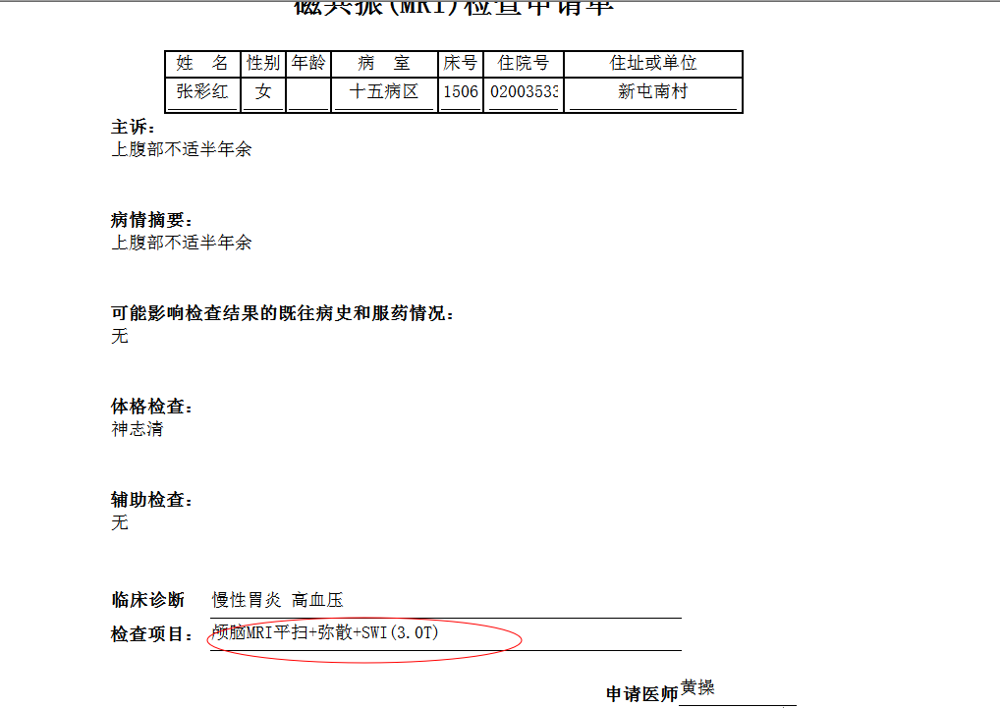 磁共振(MRI)检查申请单
姓 名 性别 年龄 病 室 床号 住院号 住址或单位
张彩红 女 十五病区 1506 02003533 新屯南村
主诉：
上腹部不适半年余
病情摘要：
上腹部不适半年余
可能影响检查结果的既往病史和服药情况：
无
体格检查：
神志清
辅助检查：
无
临床诊断 慢性胃炎 高血压
检查项目： 颅脑MRI平扫+弥散+SWI(3.0T)
申请医师 黄操